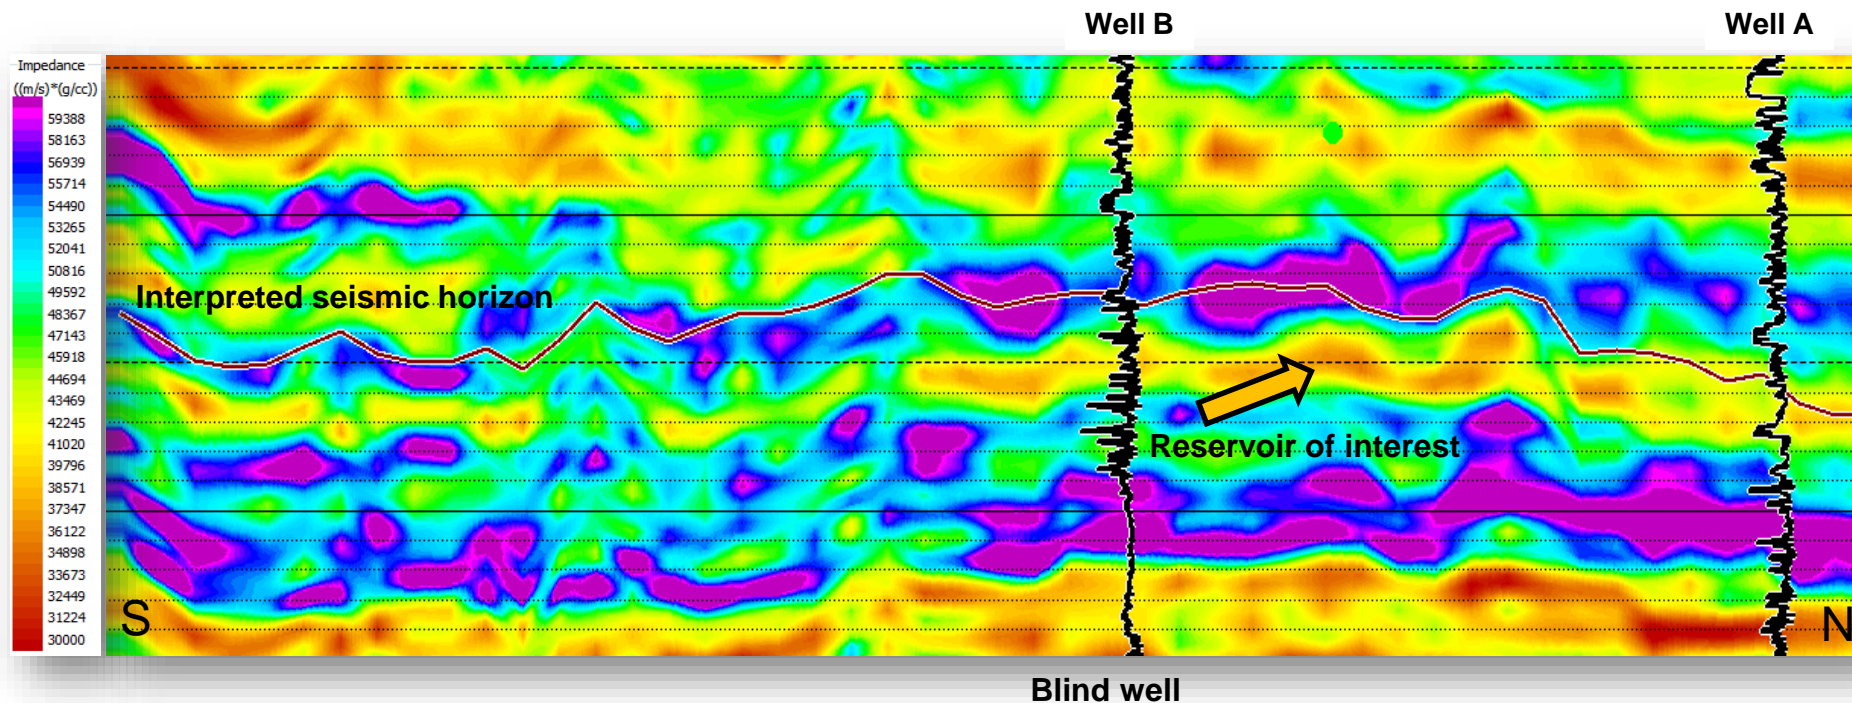 Well B
Well A
Impedance
((m/s)*(g/cc))
59388
58163
56939
55714
54490
53265
52041
50816
49592
48367
47143
45918
44694
43469
42245
41020
39796
38571
37347
36122
34898
33673
32449
31224
30000
Interpreted seismic horizon
Reservoir of interest
S
N
Blind well